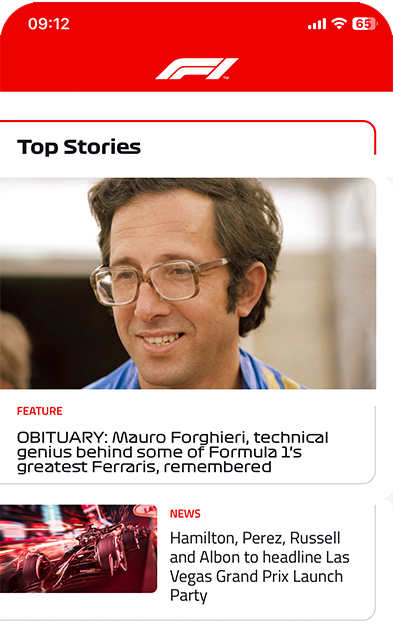 09:12
65
F1
TM
Top Stories
FEATURE
OBITUARY: Mauro Forghieri, technical
genius behind some of Formula 1's
greatest Ferraris, remembered
NEWS
Hamilton, Perez, Russell
and Albon to headline Las
Vegas Grand Prix Launch
Party